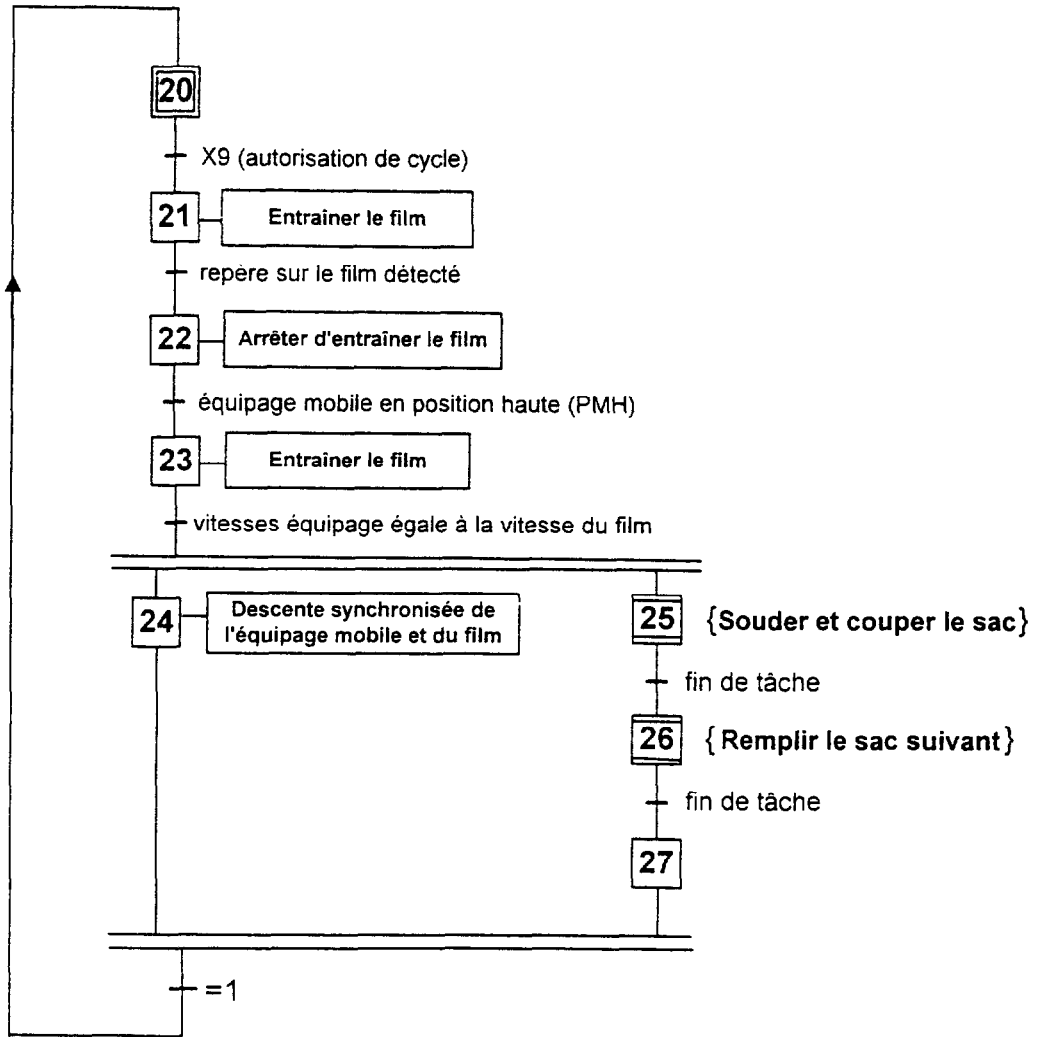 20
X9 (autorisation de cycle)
21 Entraîner le film
repère sur le film détecté
22 Arrêter d'entraîner le film
équipage mobile en position haute (PMH)
23 Entraîner le film
vitesses équipage égale à la vitesse du film
24 Descente synchronisée de
l'équipage mobile et du film
25 {Souder et couper le sac}
fin de tâche
26 {Remplir le sac suivant}
fin de tâche
27
=1